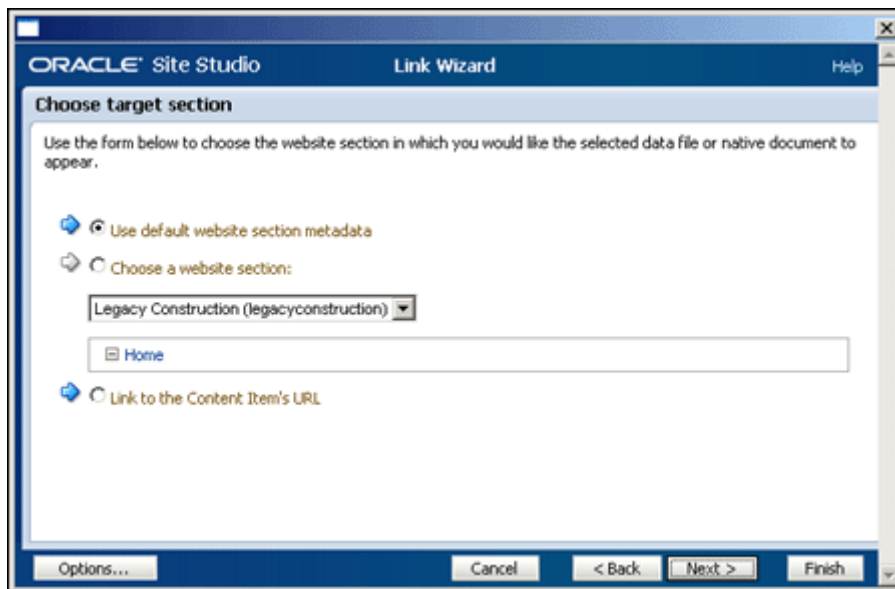 ORACLE Site Studio Link Wizard Help
Choose target section
Use the form below to choose the website section in which you would like the selected data file or native document to
appear.
Use default website section metadata
Choose a website section:
Legacy Construction (legacyconstruction)
Home
Link to the Content Item's URL
Options... Cancel < Back Next > Finish